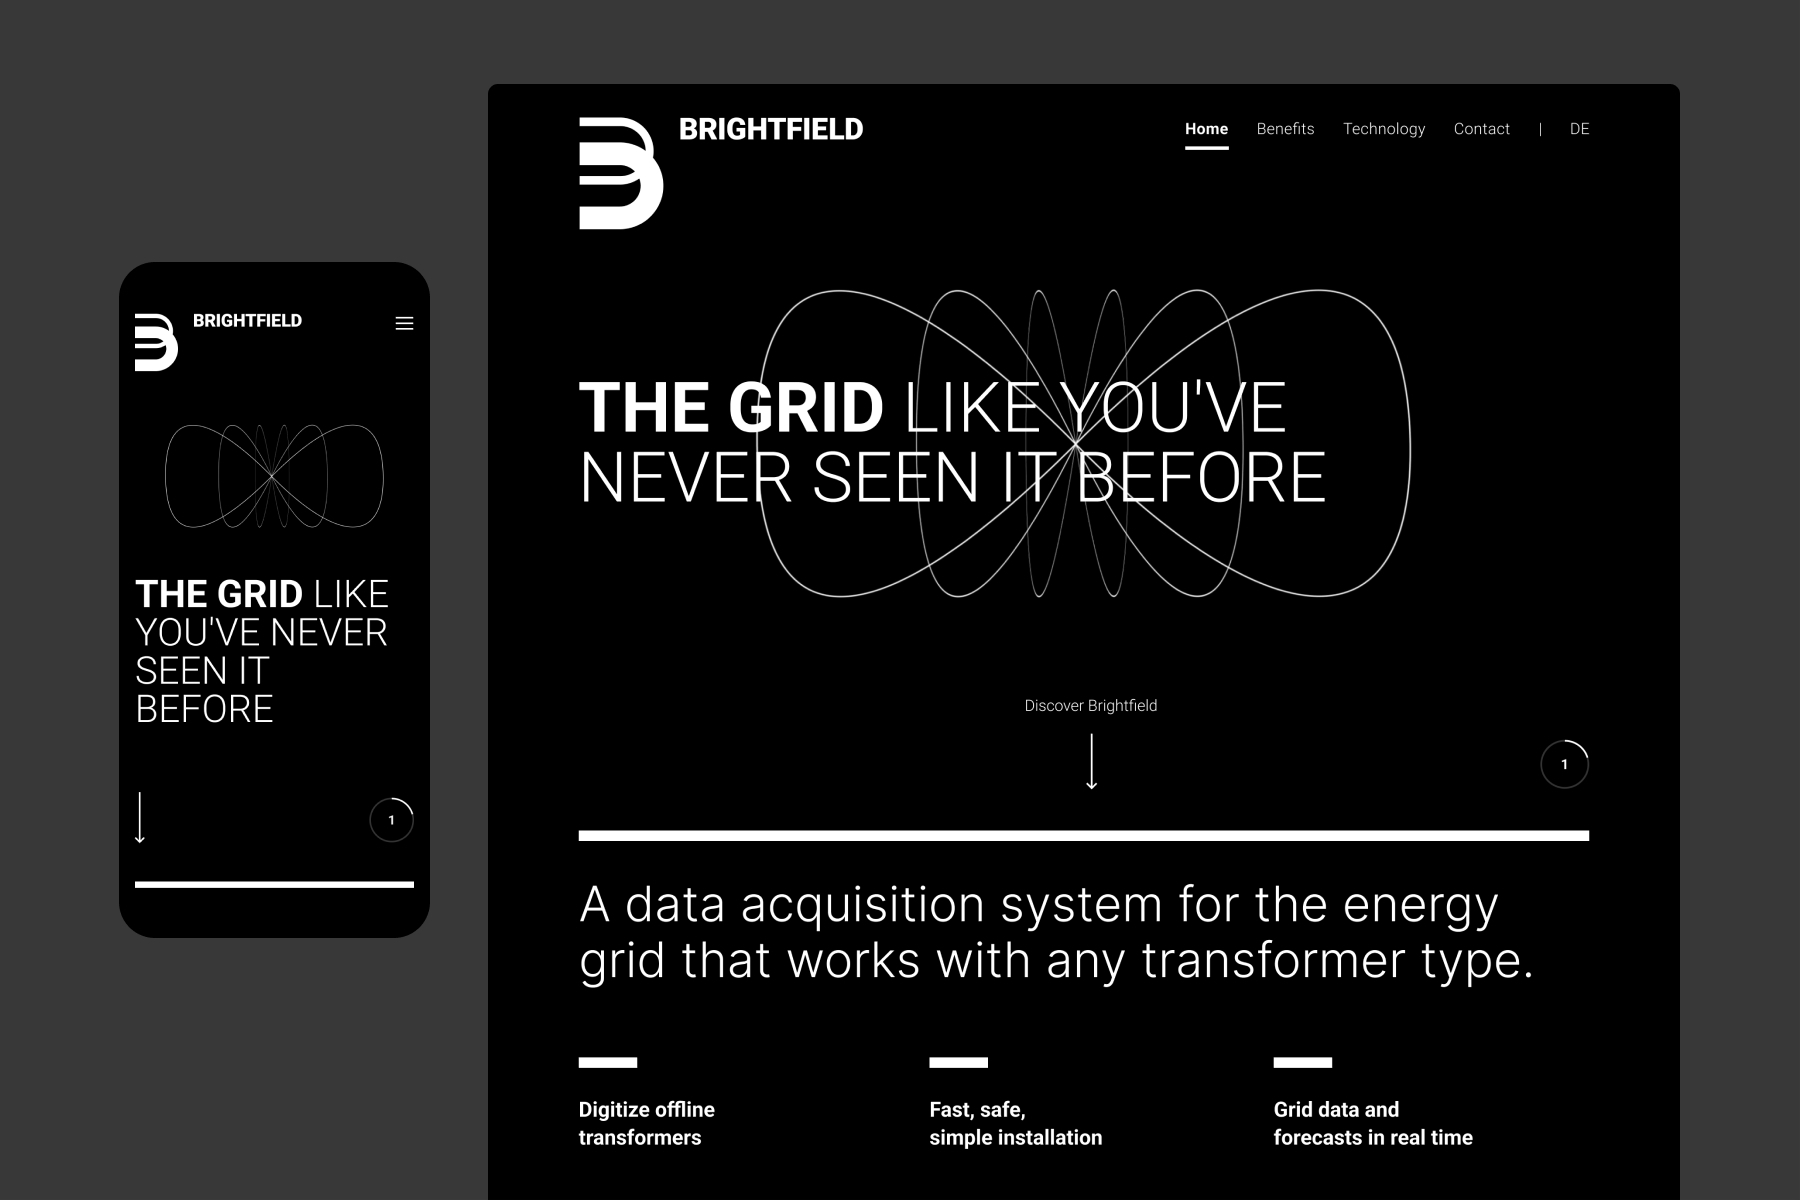 BRIGHTFIELD
THE GRID LIKE
YOU'VE NEVER
SEEN IT
BEFORE
1
BRIGHTFIELD
Home Benefits Technology Contact | DE
THE GRID LIKE YOU'VE
NEVER SEEN IT BEFORE
Discover Brightfield
1
A data acquisition system for the energy
grid that works with any transformer type.
Digitize offline
transformers
Fast, safe,
simple installation
Grid data and
forecasts in real time